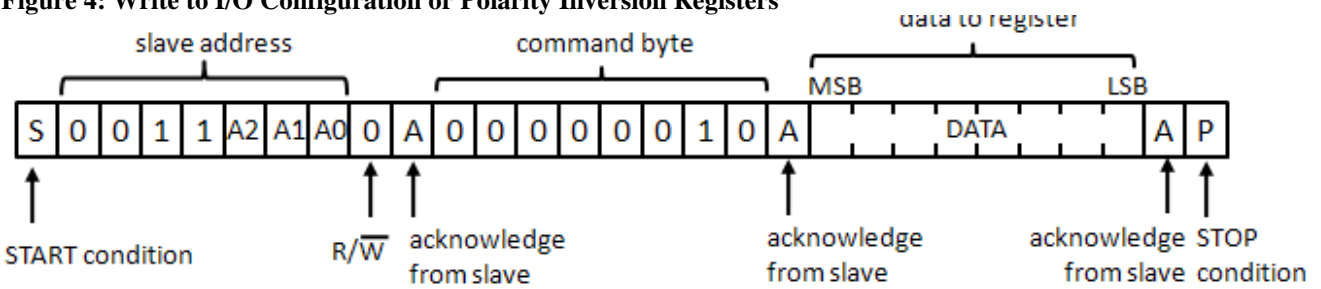 Figure 4: Write to I/O Configuration or Polarity Inversion Registers
slave address command byte data to register
MSB LSB
S 0 0 1 1 A2 A1 A0 0 A 0 0 0 0 0 0 1 0 A DATA A P
START condition R/W̅ acknowledge from slave acknowledge from slave acknowledge from slave STOP condition